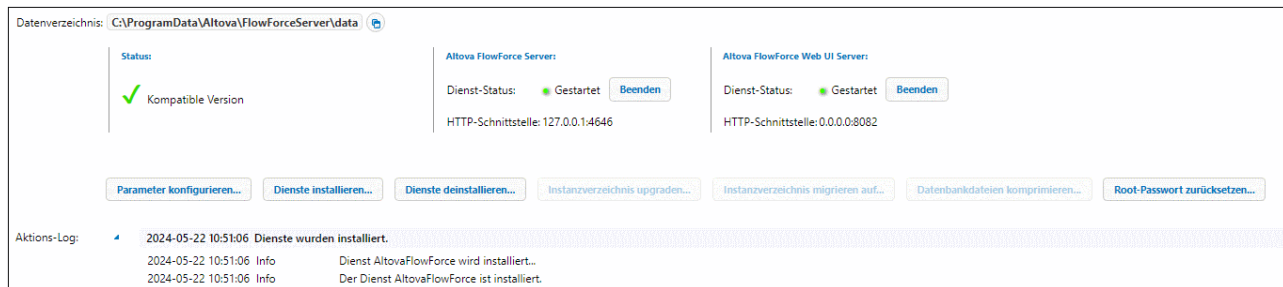 Datenverzeichnis: C:\ProgramData\Altova\FlowForceServer\data
Status: Altova FlowForce Server: Altova FlowForce Web UI Server:
Kompatible Version Dienst-Status: Gestartet Beenden Dienst-Status: Gestartet Beenden
HTTP-Schnittstelle: 127.0.0.1:4646 HTTP-Schnittstelle: 0.0.0.0:8082
Parameter konfigurieren... Dienste installieren... Dienste deinstallieren... Instanzverzeichnis upgraden... Instanzverzeichnis migrieren auf... Datenbankdateien komprimieren... Root-Passwort zurücksetzen...
Aktions-Log: 2024-05-22 10:51:06 Dienste wurden installiert.
2024-05-22 10:51:06 Info Dienst AltovaFlowForce wird installiert...
2024-05-22 10:51:06 Info Der Dienst AltovaFlowForce ist installiert.